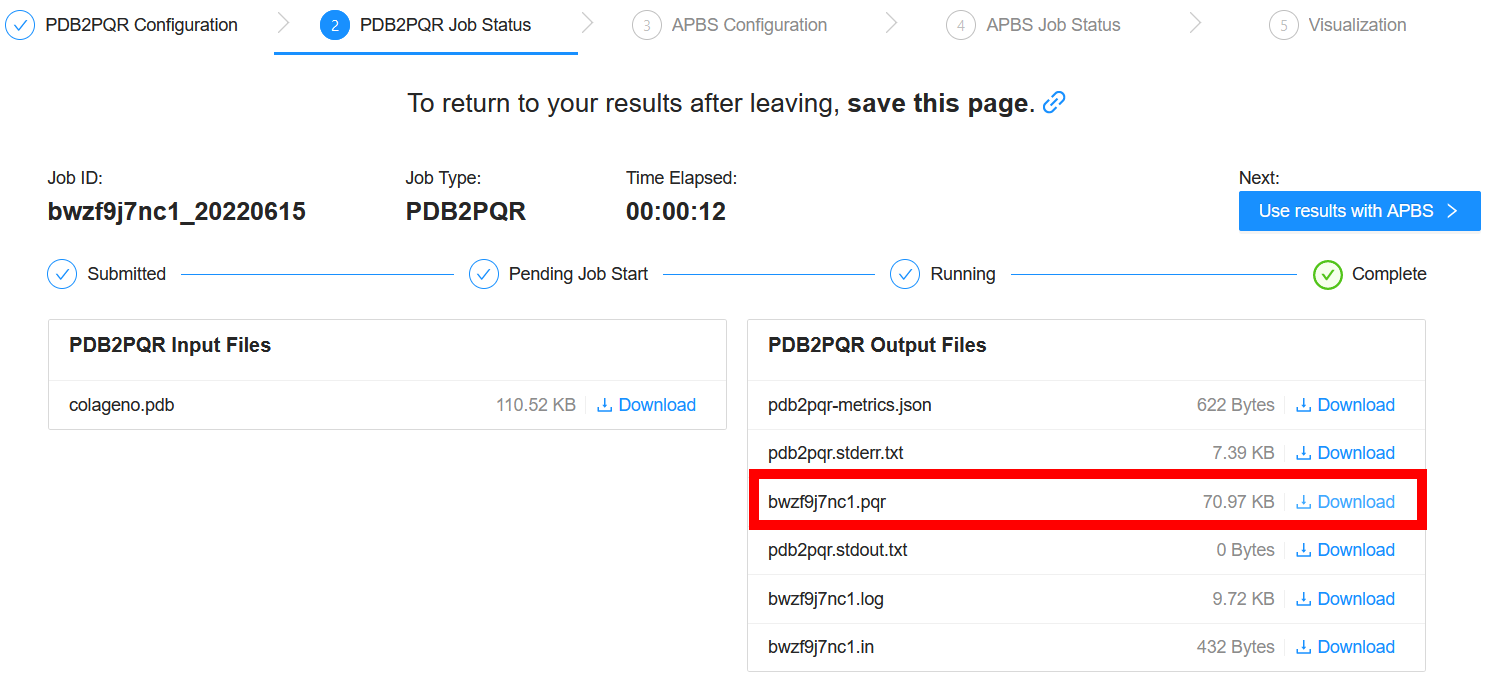 PDB2PQR Configuration
2 PDB2PQR Job Status
3 APBS Configuration
4 APBS Job Status
5 Visualization
To return to your results after leaving, save this page.
Job ID:
bwzf9j7nc1_20220615
Job Type:
PDB2PQR
Time Elapsed:
00:00:12
Next:
Use results with APBS
Submitted
Pending Job Start
Running
Complete
PDB2PQR Input Files
colageno.pdb 110.52 KB Download
PDB2PQR Output Files
pdb2pqr-metrics.json 622 Bytes Download
pdb2pqr.stderr.txt 7.39 KB Download
bwzf9j7nc1.pqr 70.97 KB Download
pdb2pqr.stdout.txt 0 Bytes Download
bwzf9j7nc1.log 9.72 KB Download
bwzf9j7nc1.in 432 Bytes Download